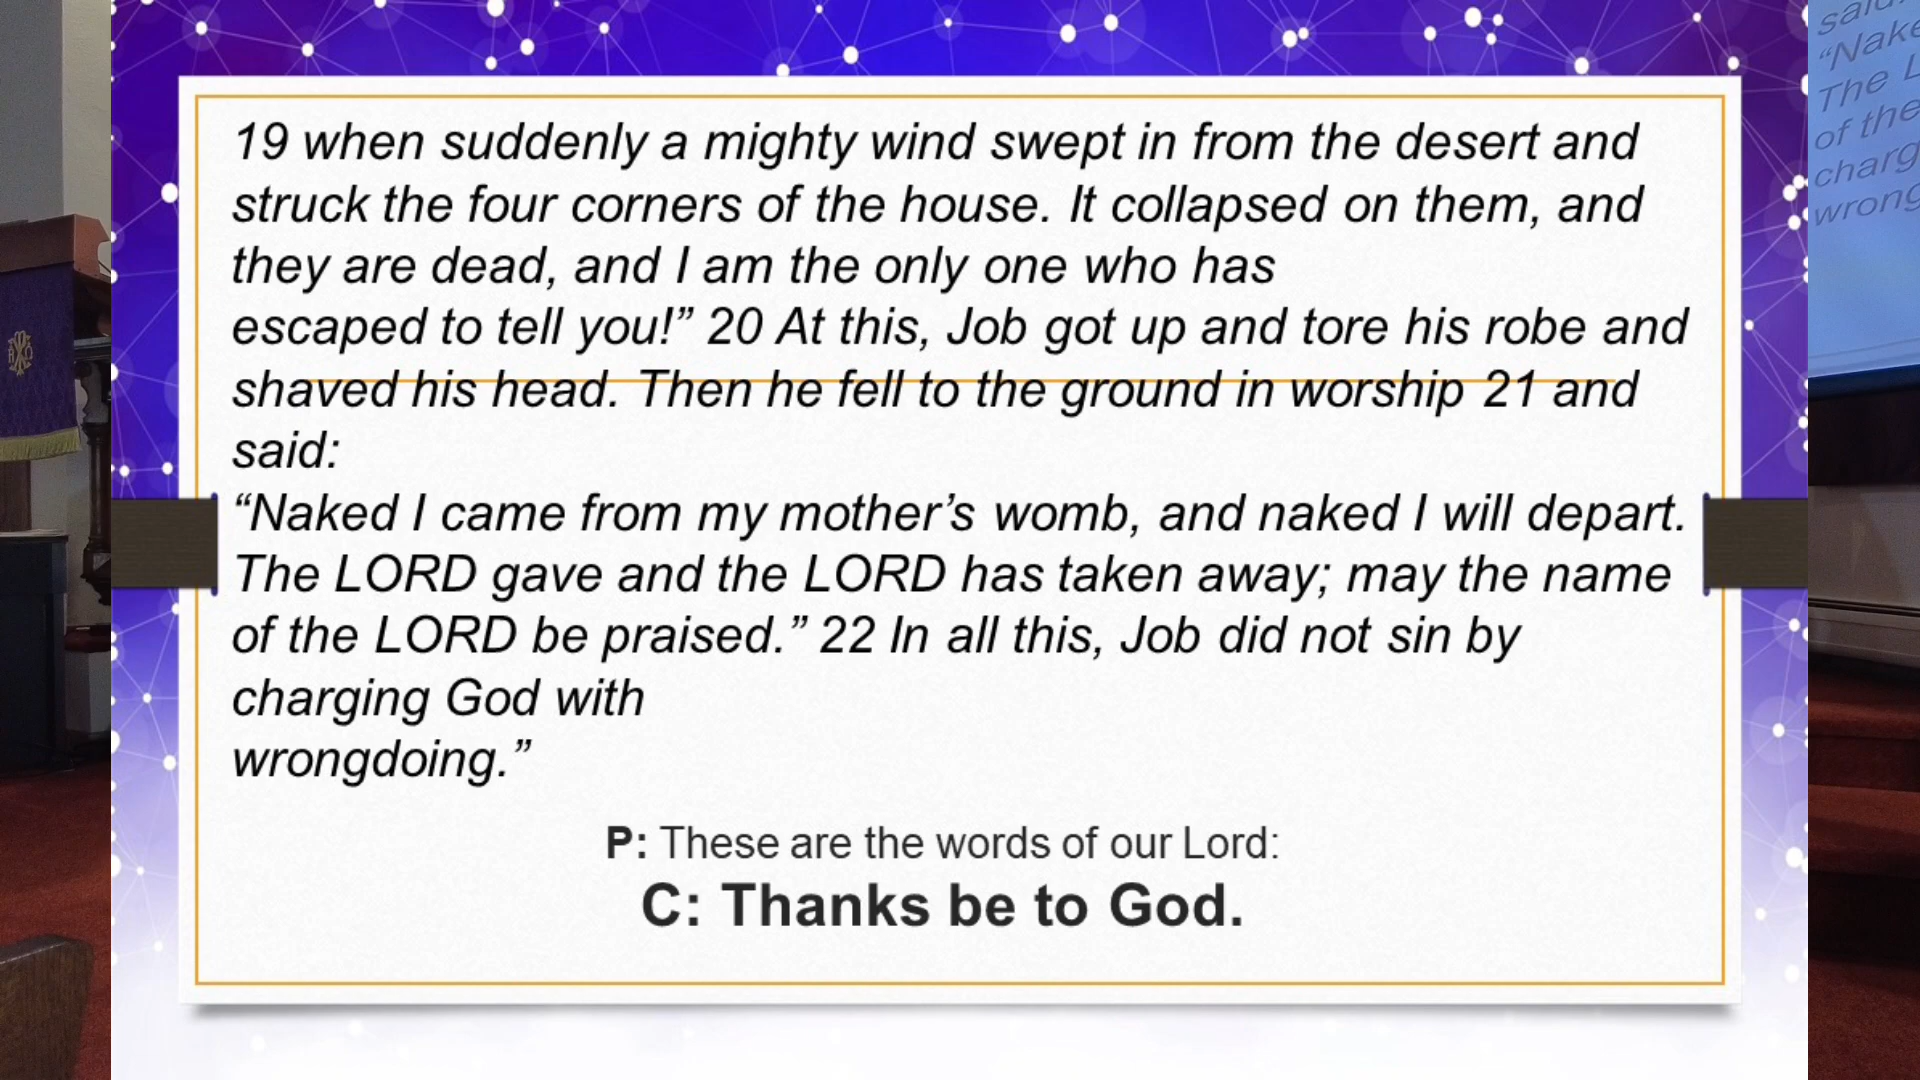 19 when suddenly a mighty wind swept in from the desert and
struck the four corners of the house. It collapsed on them, and
they are dead, and I am the only one who has
escaped to tell you!” 20 At this, Job got up and tore his robe and
shaved his head. Then he fell to the ground in worship 21 and
said:
“Naked I came from my mother’s womb, and naked I will depart.
The LORD gave and the LORD has taken away; may the name
of the LORD be praised.” 22 In all this, Job did not sin by
charging God with
wrongdoing.”
P: These are the words of our Lord:
C: Thanks be to God.
said
“Nake
The L
of the
charg
wrong